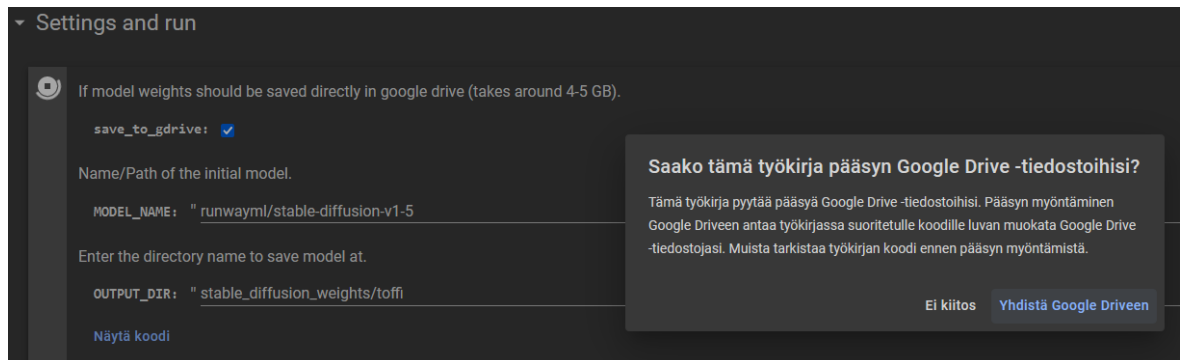 Settings and run
If model weights should be saved directly in google drive (takes around 4-5 GB).
save_to_gdrive:
Name/Path of the initial model.
MODEL_NAME: " runwayml/stable-diffusion-v1-5
Enter the directory name to save model at.
OUTPUT_DIR: " stable_diffusion_weights/toffi
Näytä koodi
Saako tämä työkirja pääsyn Google Drive -tiedostoihisi?
Tämä työkirja pyytää pääsyä Google Drive -tiedostoihisi. Pääsyn myöntäminen
Google Driveen antaa työkirjassa suoritetulle koodille luvan muokata Google Drive
-tiedostojasi. Muista tarkistaa työkirjan koodi ennen pääsyn myöntämistä.
Ei kiitos Yhdistä Google Driveen